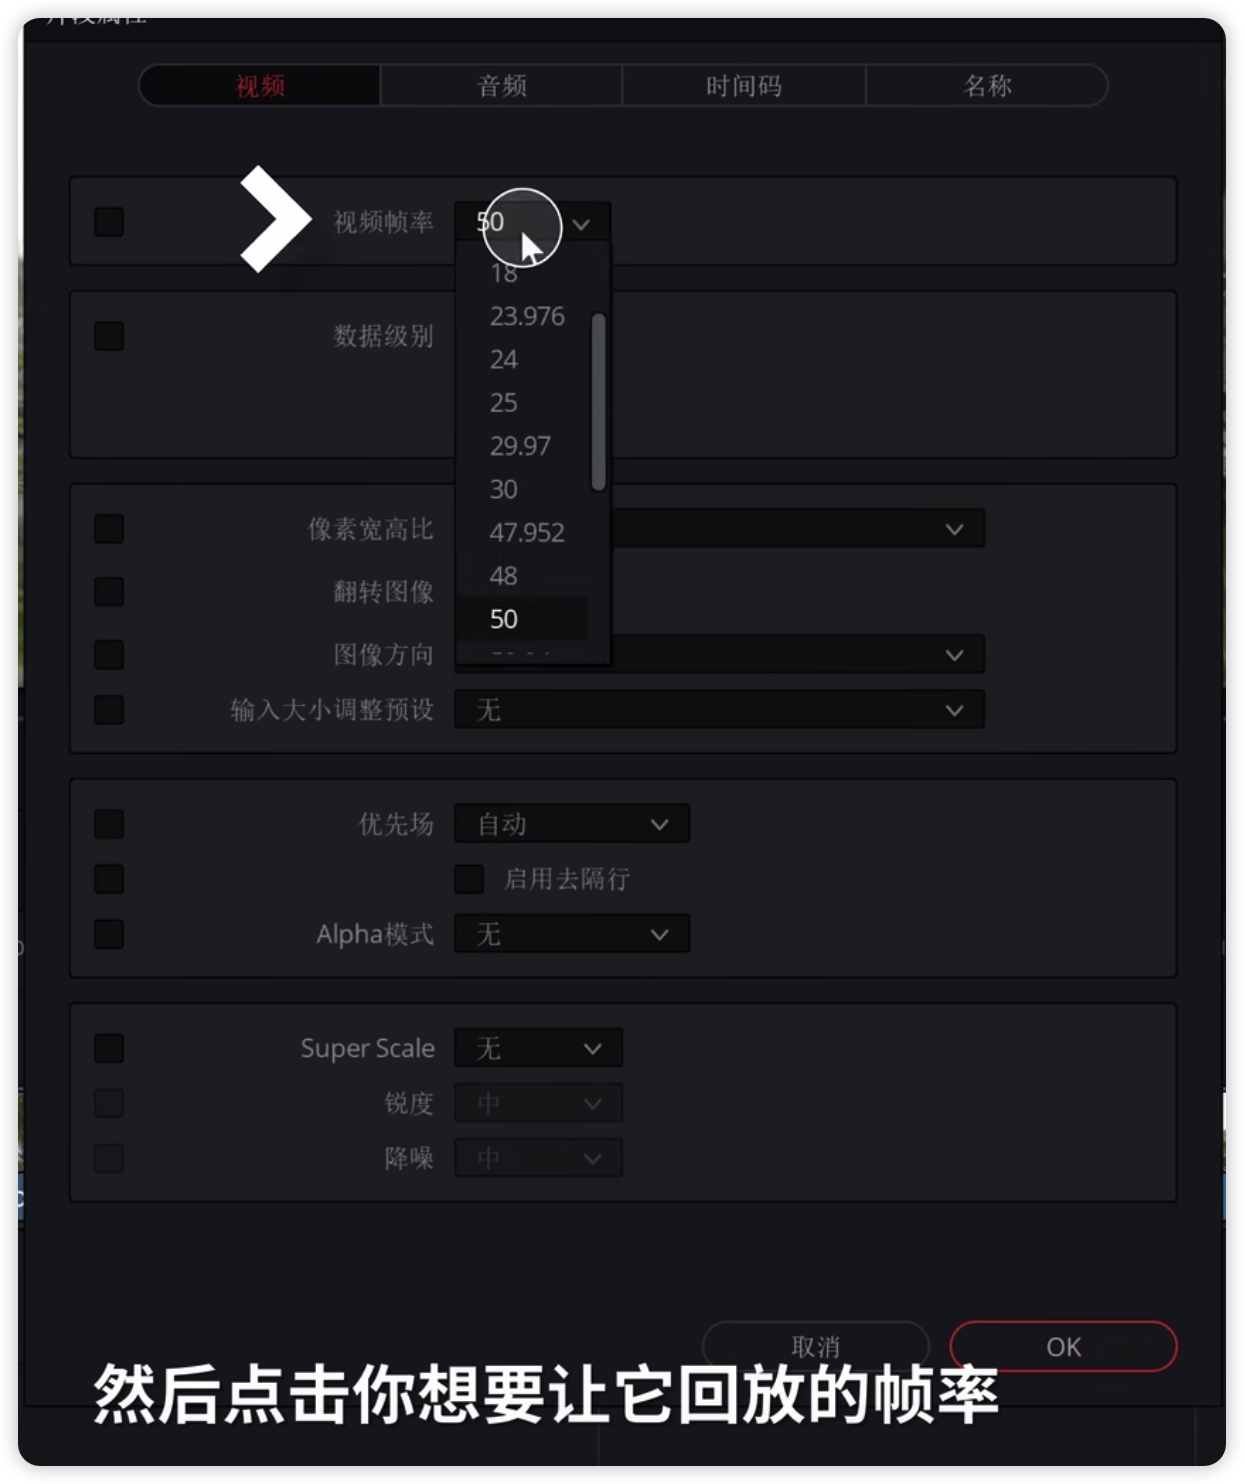 片段属性
视频
音频
时间码
名称
视频帧率
50
18
23.976
24
25
29.97
30
47.952
48
50
数据级别
像素宽高比
翻转图像
图像方向
输入大小调整预设
无
优先场
自动
启用去隔行
Alpha模式
无
Super Scale
无
锐度
中
降噪
中
取消
OK
然后点击你想要让它回放的帧率